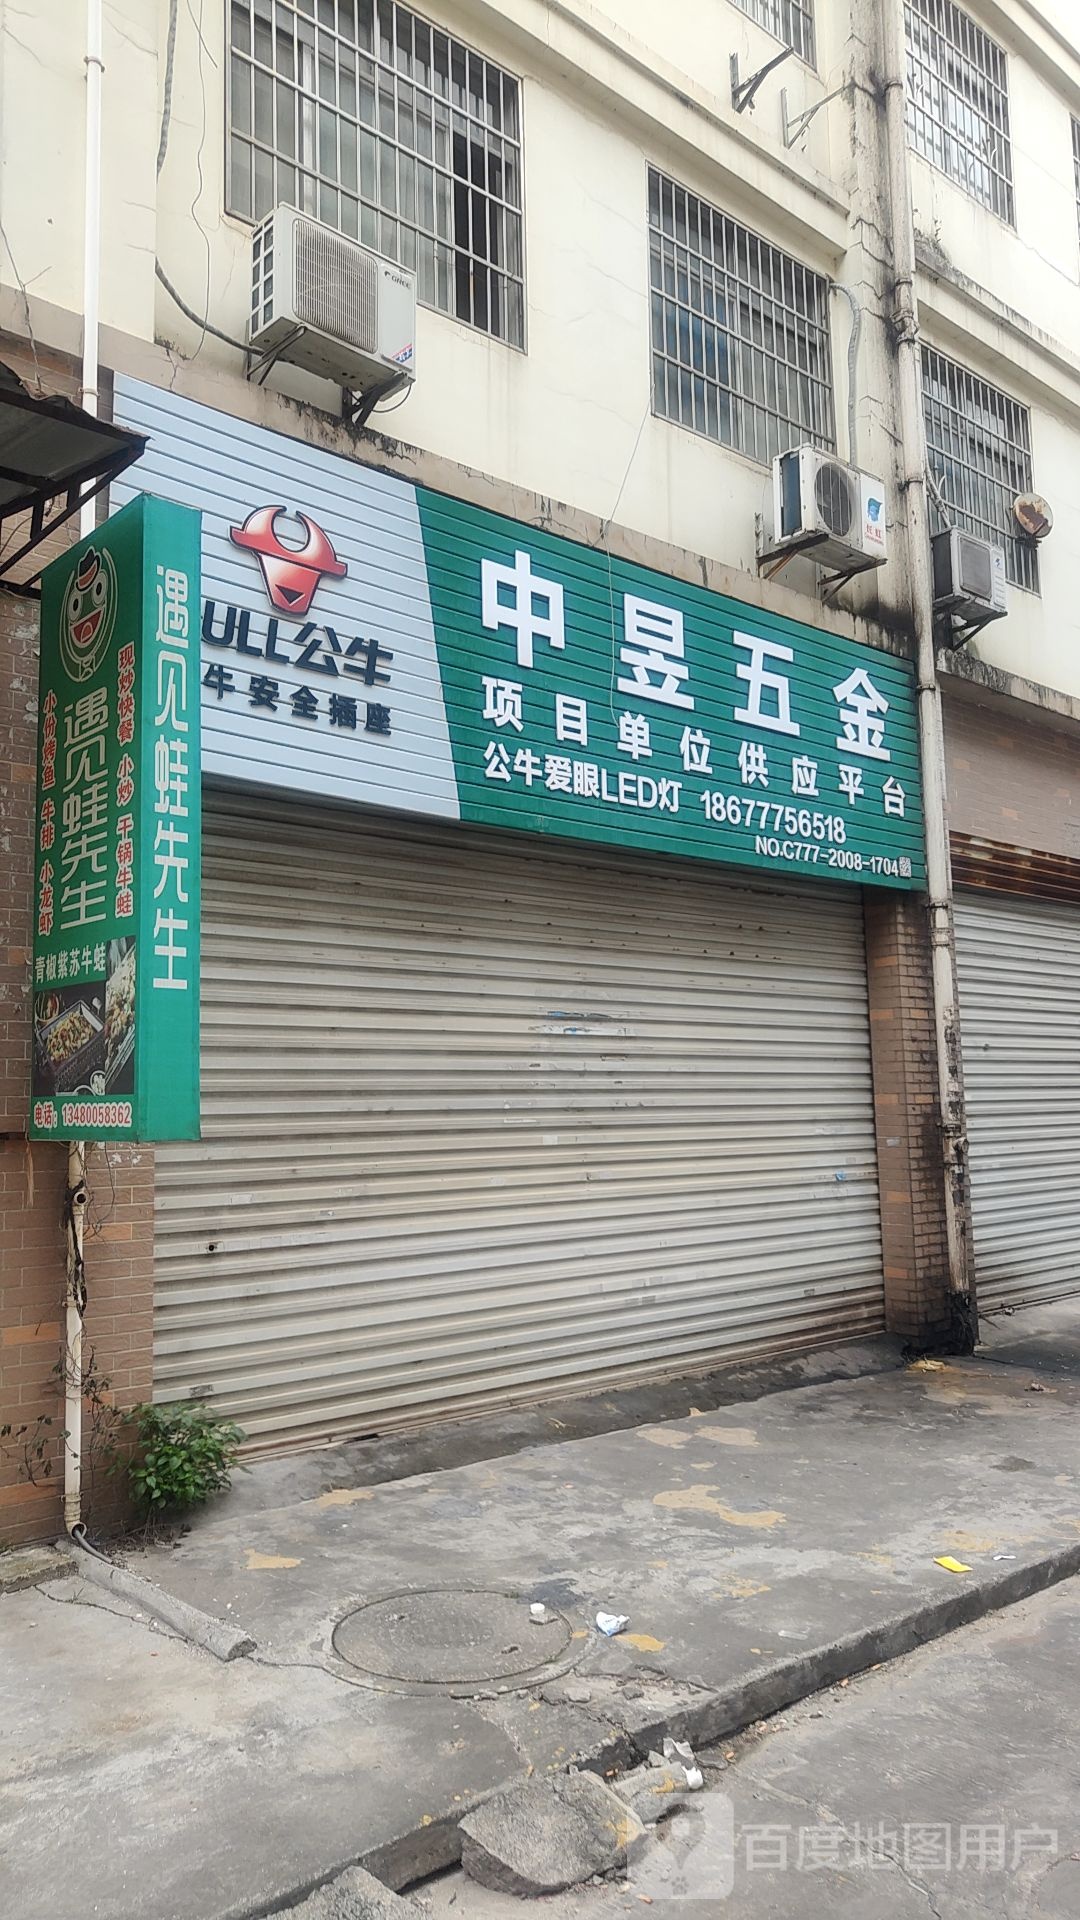 GREE
长虹
ULL公牛
牛安全插座
中昱五金
项目单位供应平台
公牛爱眼LED灯 18677756518
NO.C777-2008-1704
遇见蛙先生
现炒快餐 小炒 干锅牛蛙
遇见蛙先生
小份烤鱼 牛排 小龙虾
青椒紫苏牛蛙
电话：13480058362
百度地图用户